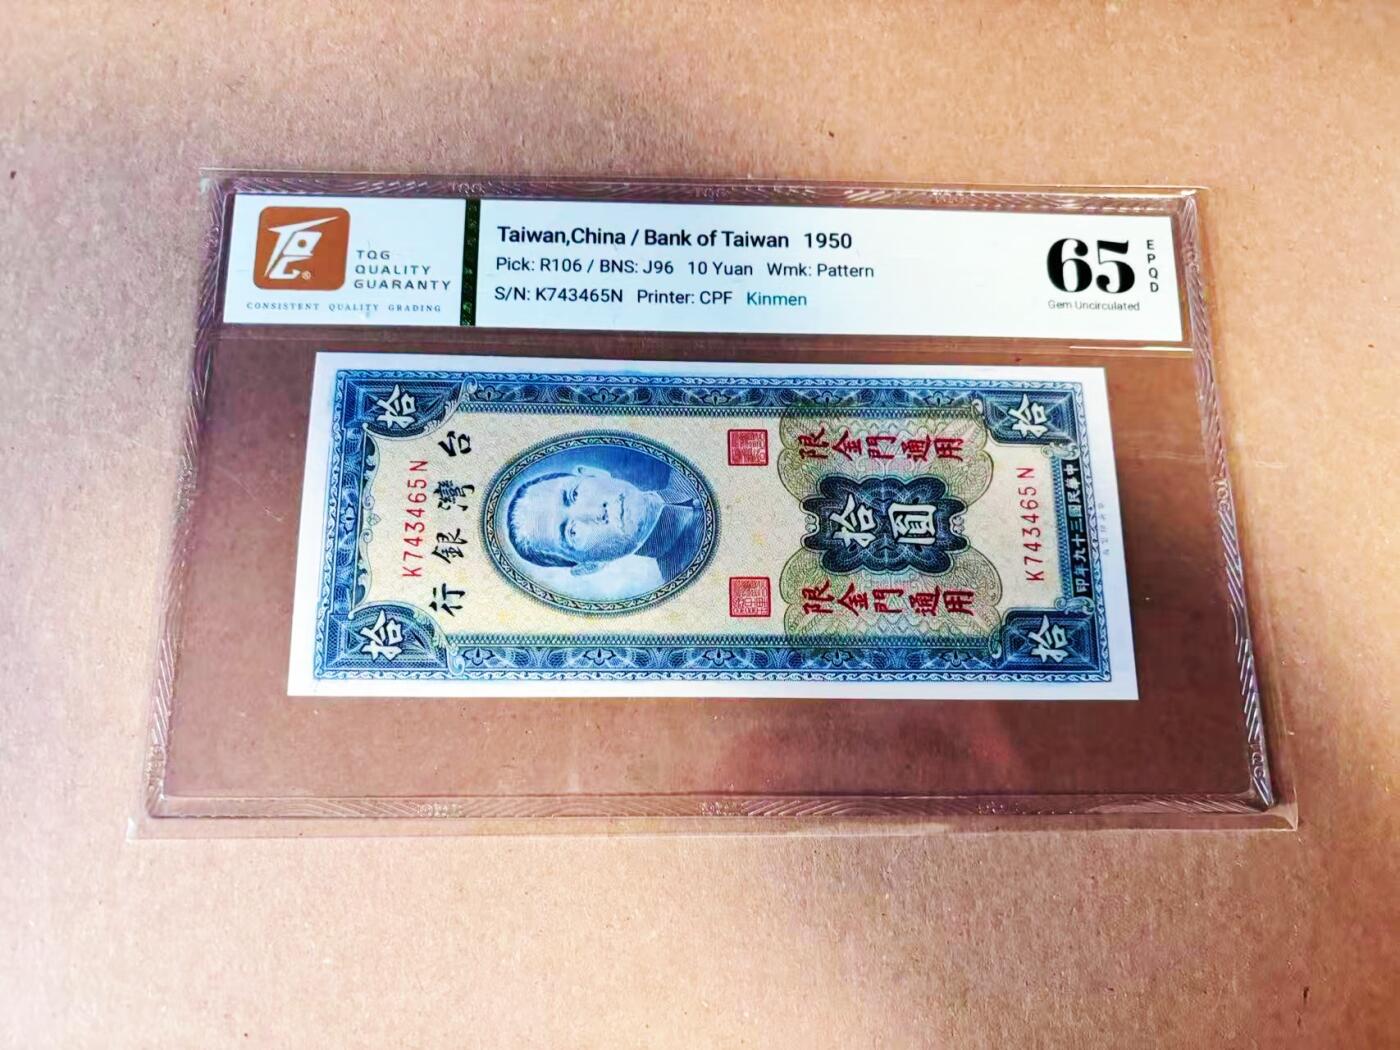 TQG
QUALITY
GUARANTY
®
CONSISTENT QUALITY GRADING
Taiwan,China / Bank of Taiwan 1950
Pick: R106 / BNS: J96 10 Yuan Wmk: Pattern
S/N: K743465N Printer: CPF Kinmen
65
EPQD
Gem Uncirculated
拾
拾
台灣銀行
K743465N
限金門通用
拾圓
限金門通用
K743465N
中華民國三十九年印
拾
拾